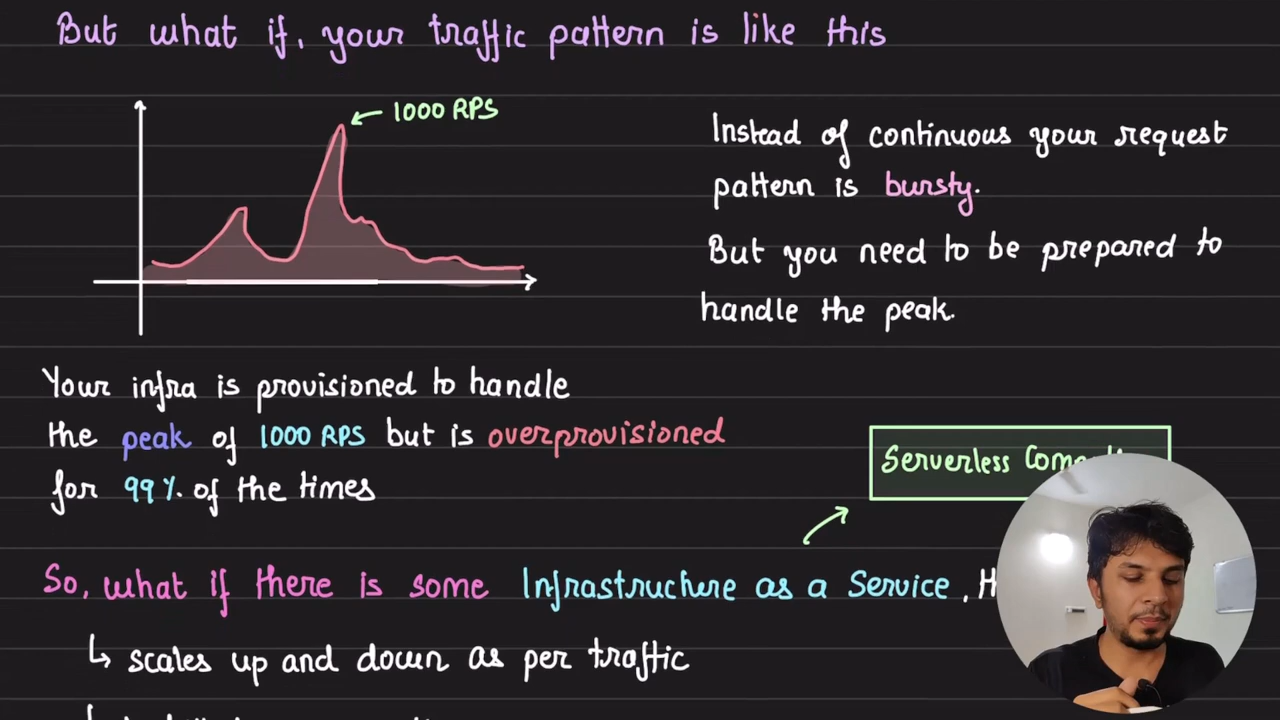 But what if, your traffic pattern is like this
1000 RPS
Instead of continuous your request
pattern is bursty.
But you need to be prepared to
handle the peak.
Your infra is provisioned to handle
the peak of 1000 RPS but is overprovisioned
for 99% of the times
Serverless
So, what if there is some Infrastructure as a Service,
↳ scales up and down as per traffic